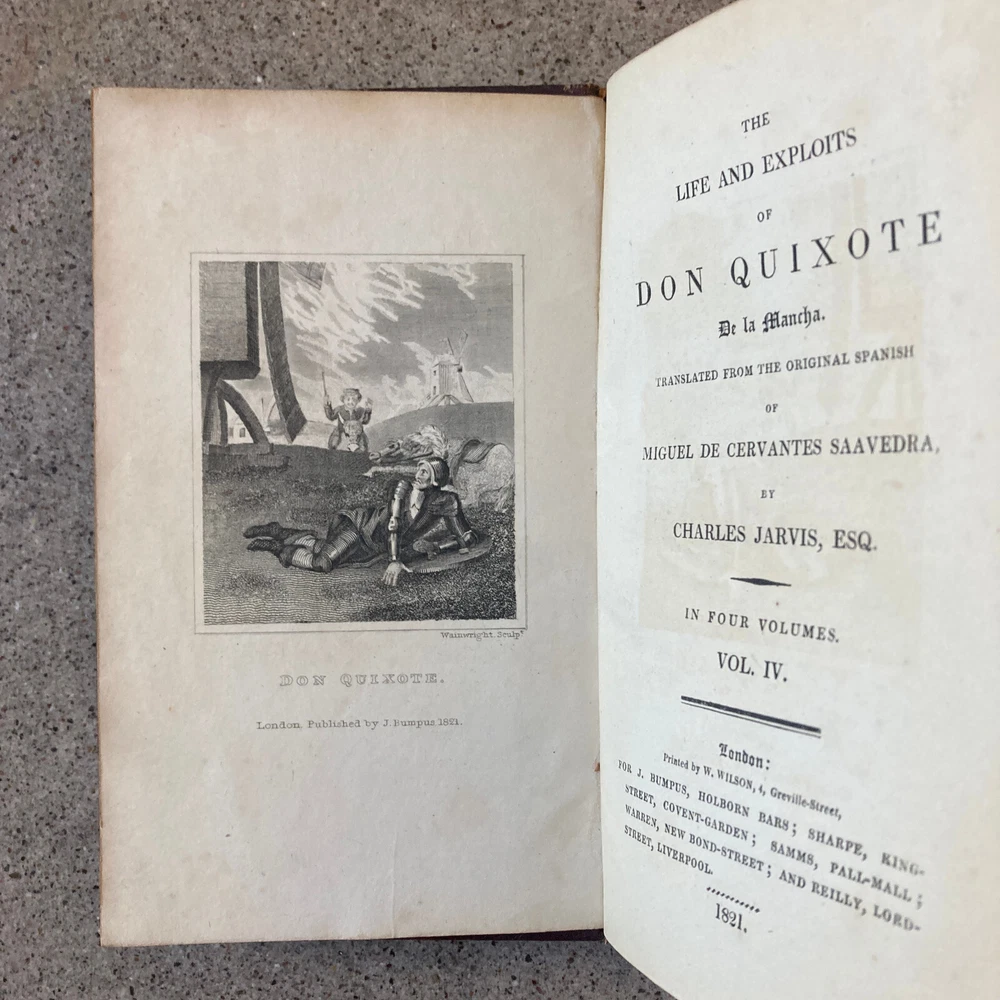 Wainwright. Sculpᵗ
DON QUIXOTE.
London, Published by J. Bumpus 1821.
THE
LIFE AND EXPLOITS
OF
DON QUIXOTE
De la Mancha.
TRANSLATED FROM THE ORIGINAL SPANISH
OF
MIGUEL DE CERVANTES SAAVEDRA,
BY
CHARLES JARVIS, ESQ.
IN FOUR VOLUMES.
VOL. IV.
London:
Printed by W. WILSON, 4, Greville-Street,
FOR J. BUMPUS, HOLBORN BARS; SHARPE, KING-
STREET, COVENT-GARDEN; SAMMS, PALL-MALL;
WARREN, NEW BOND-STREET; AND REILLY, LORD-
STREET, LIVERPOOL.
1821.